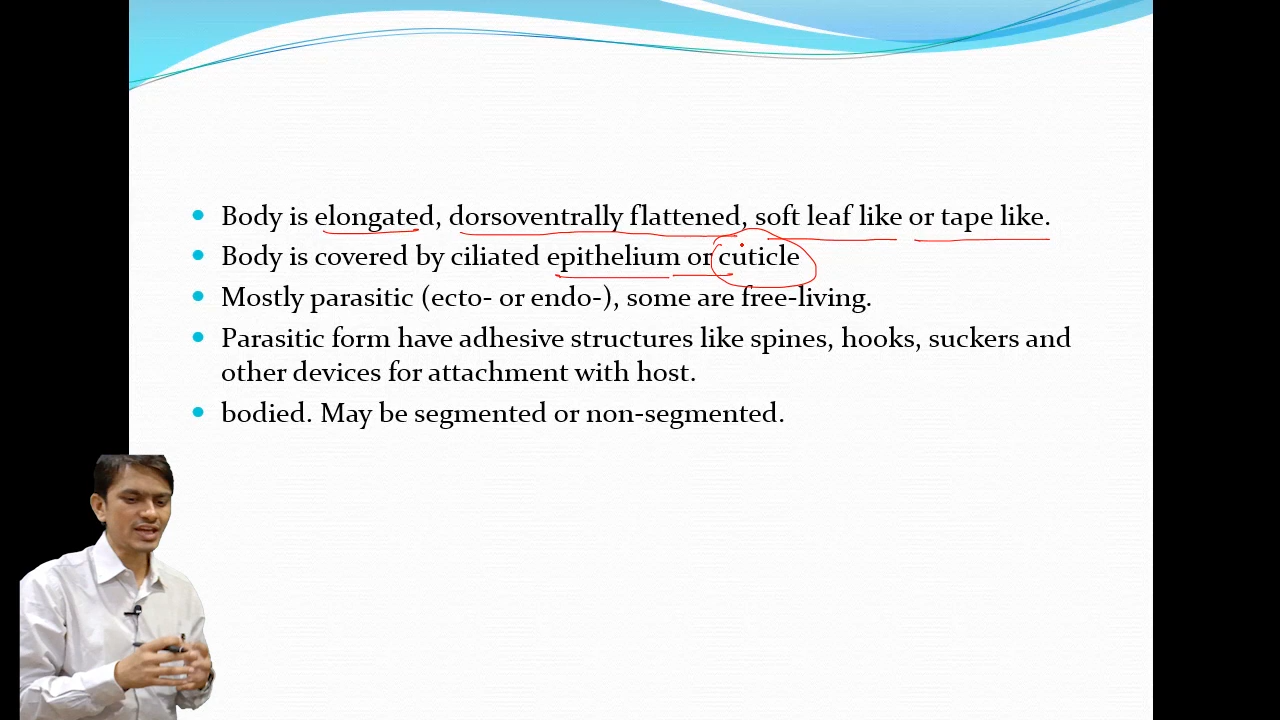 Body is elongated, dorsoventrally flattened, soft leaf like or tape like.
Body is covered by ciliated epithelium or cuticle
Mostly parasitic (ecto- or endo-), some are free-living.
Parasitic form have adhesive structures like spines, hooks, suckers and
other devices for attachment with host.
bodied. May be segmented or non-segmented.